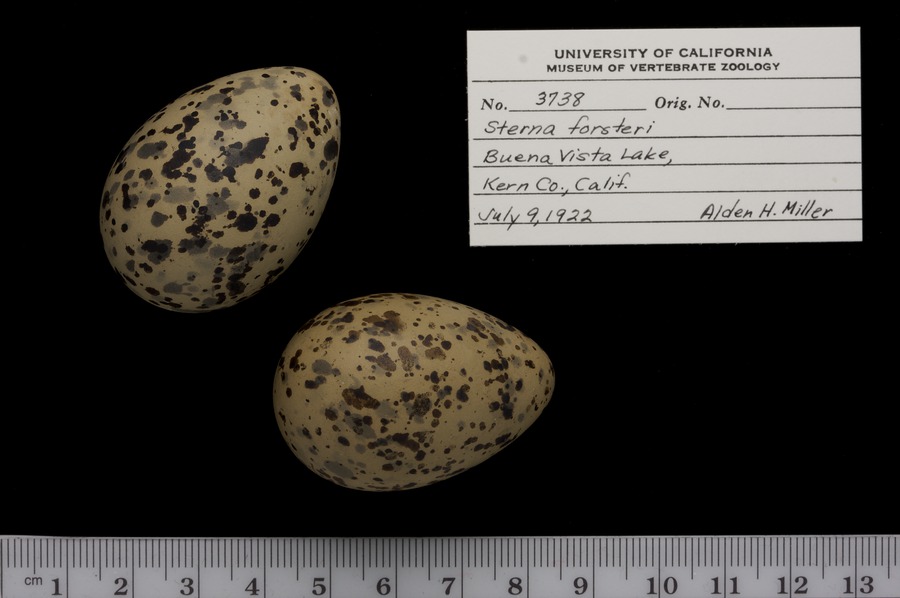 UNIVERSITY OF CALIFORNIA
MUSEUM OF VERTEBRATE ZOOLOGY
No. 3738 Orig. No.
Sterna forsteri
Buena Vista Lake,
Kern Co., Calif.
July 9, 1922 Alden H. Miller
cm 1 2 3 4 5 6 7 8 9 10 11 12 13